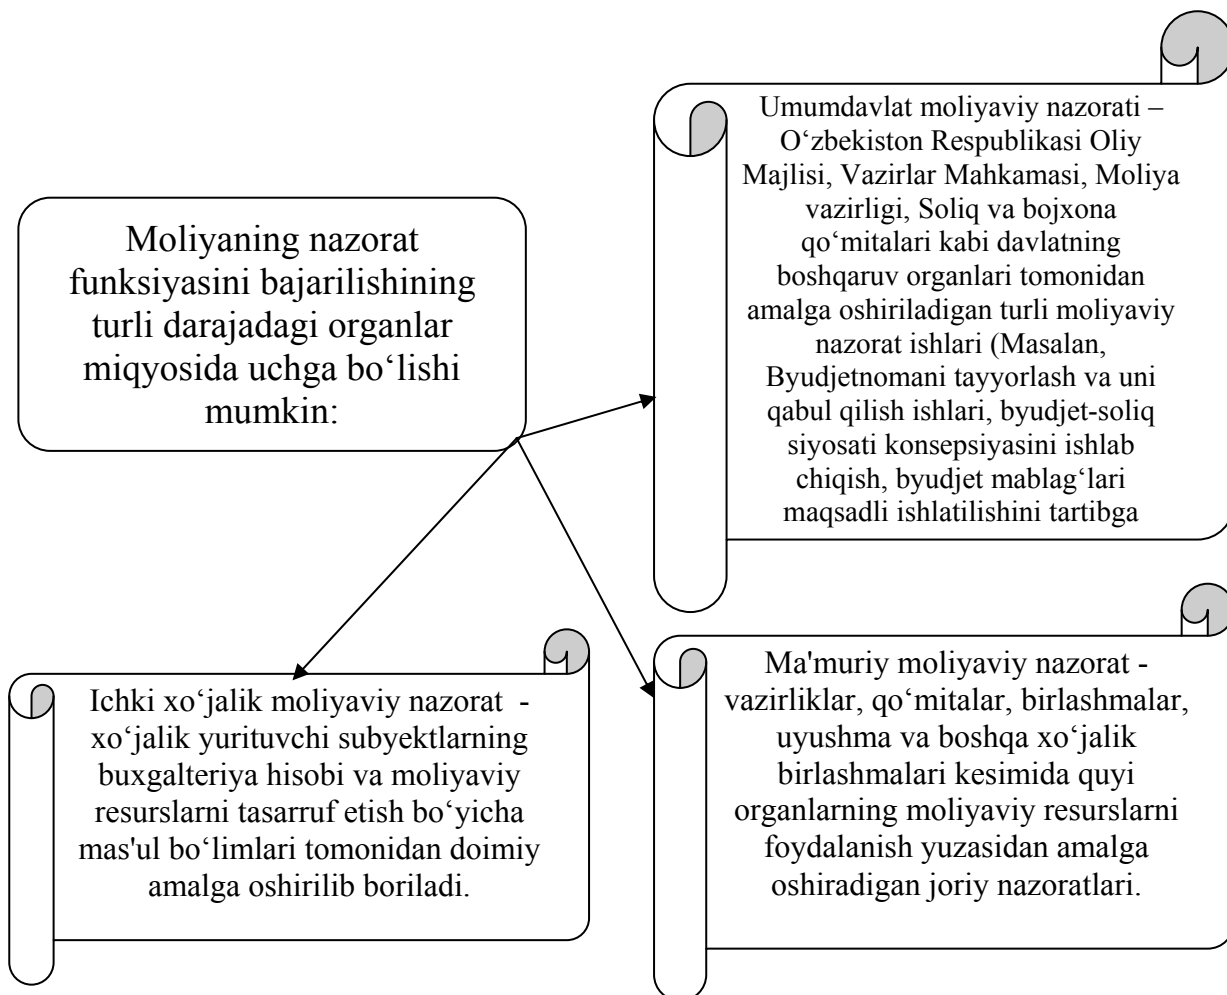 Moliyaning nazorat
funksiyasini bajarilishining
turli darajadagi organlar
miqyosida uchga bo‘lishi
mumkin:
Umumdavlat moliyaviy nazorati –
O‘zbekiston Respublikasi Oliy
Majlisi, Vazirlar Mahkamasi, Moliya
vazirligi, Soliq va bojxona
qo‘mitalari kabi davlatning
boshqaruv organlari tomonidan
amalga oshiriladigan turli moliyaviy
nazorat ishlari (Masalan,
Byudjetnomani tayyorlash va uni
qabul qilish ishlari, byudjet-soliq
siyosati konsepsiyasini ishlab
chiqish, byudjet mablag‘lari
maqsadli ishlatilishini tartibga
Ichki xo‘jalik moliyaviy nazorat -
xo‘jalik yurituvchi subyektlarning
buxgalteriya hisobi va moliyaviy
resurslarni tasarruf etish bo‘yicha
mas'ul bo‘limlari tomonidan doimiy
amalga oshirilib boriladi.
Ma'muriy moliyaviy nazorat -
vazirliklar, qo‘mitalar, birlashmalar,
uyushma va boshqa xo‘jalik
birlashmalari kesimida quyi
organlarning moliyaviy resurslarni
foydalanish yuzasidan amalga
oshiradigan joriy nazoratlari.